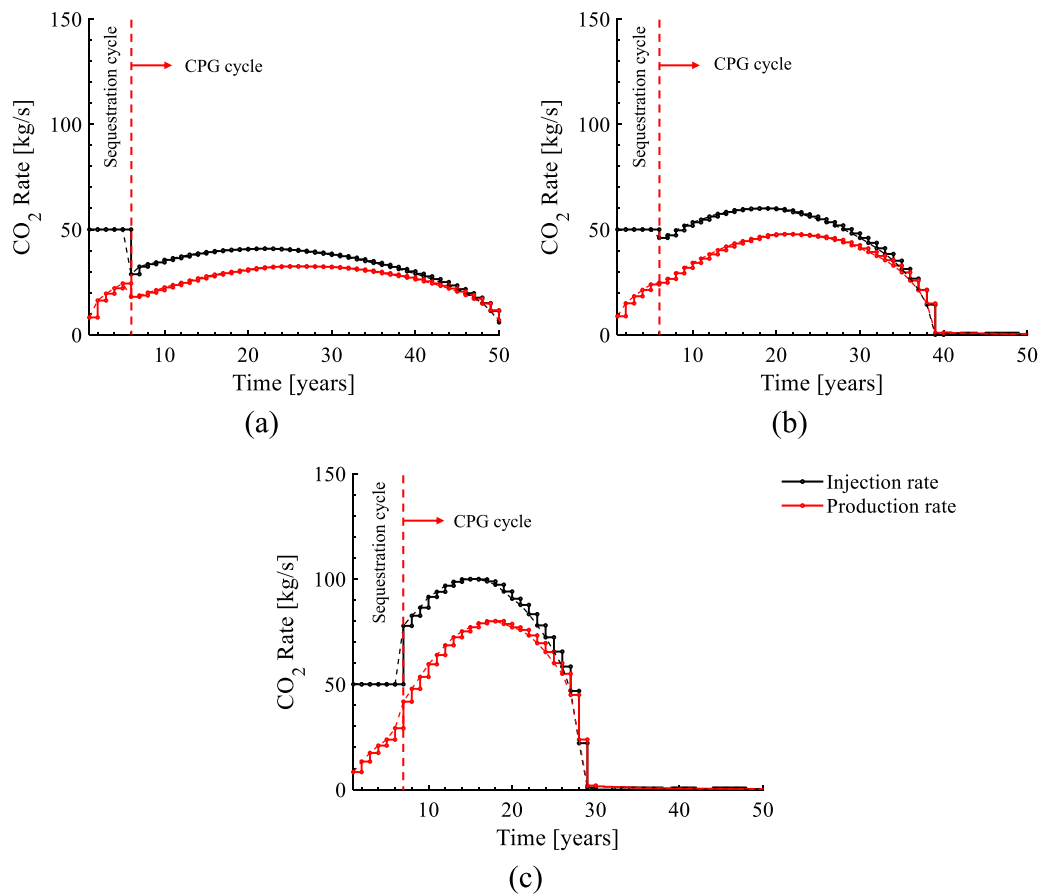 150
100
50
0
CO2 Rate [kg/s]
Sequestration cycle
CPG cycle
10
20
30
40
50
Time [years]
(a)
150
100
50
0
CO2 Rate [kg/s]
Sequestration cycle
CPG cycle
10
20
30
40
50
Time [years]
(b)
150
100
50
0
CO2 Rate [kg/s]
Sequestration cycle
CPG cycle
10
20
30
40
50
Time [years]
(c)
Injection rate
Production rate